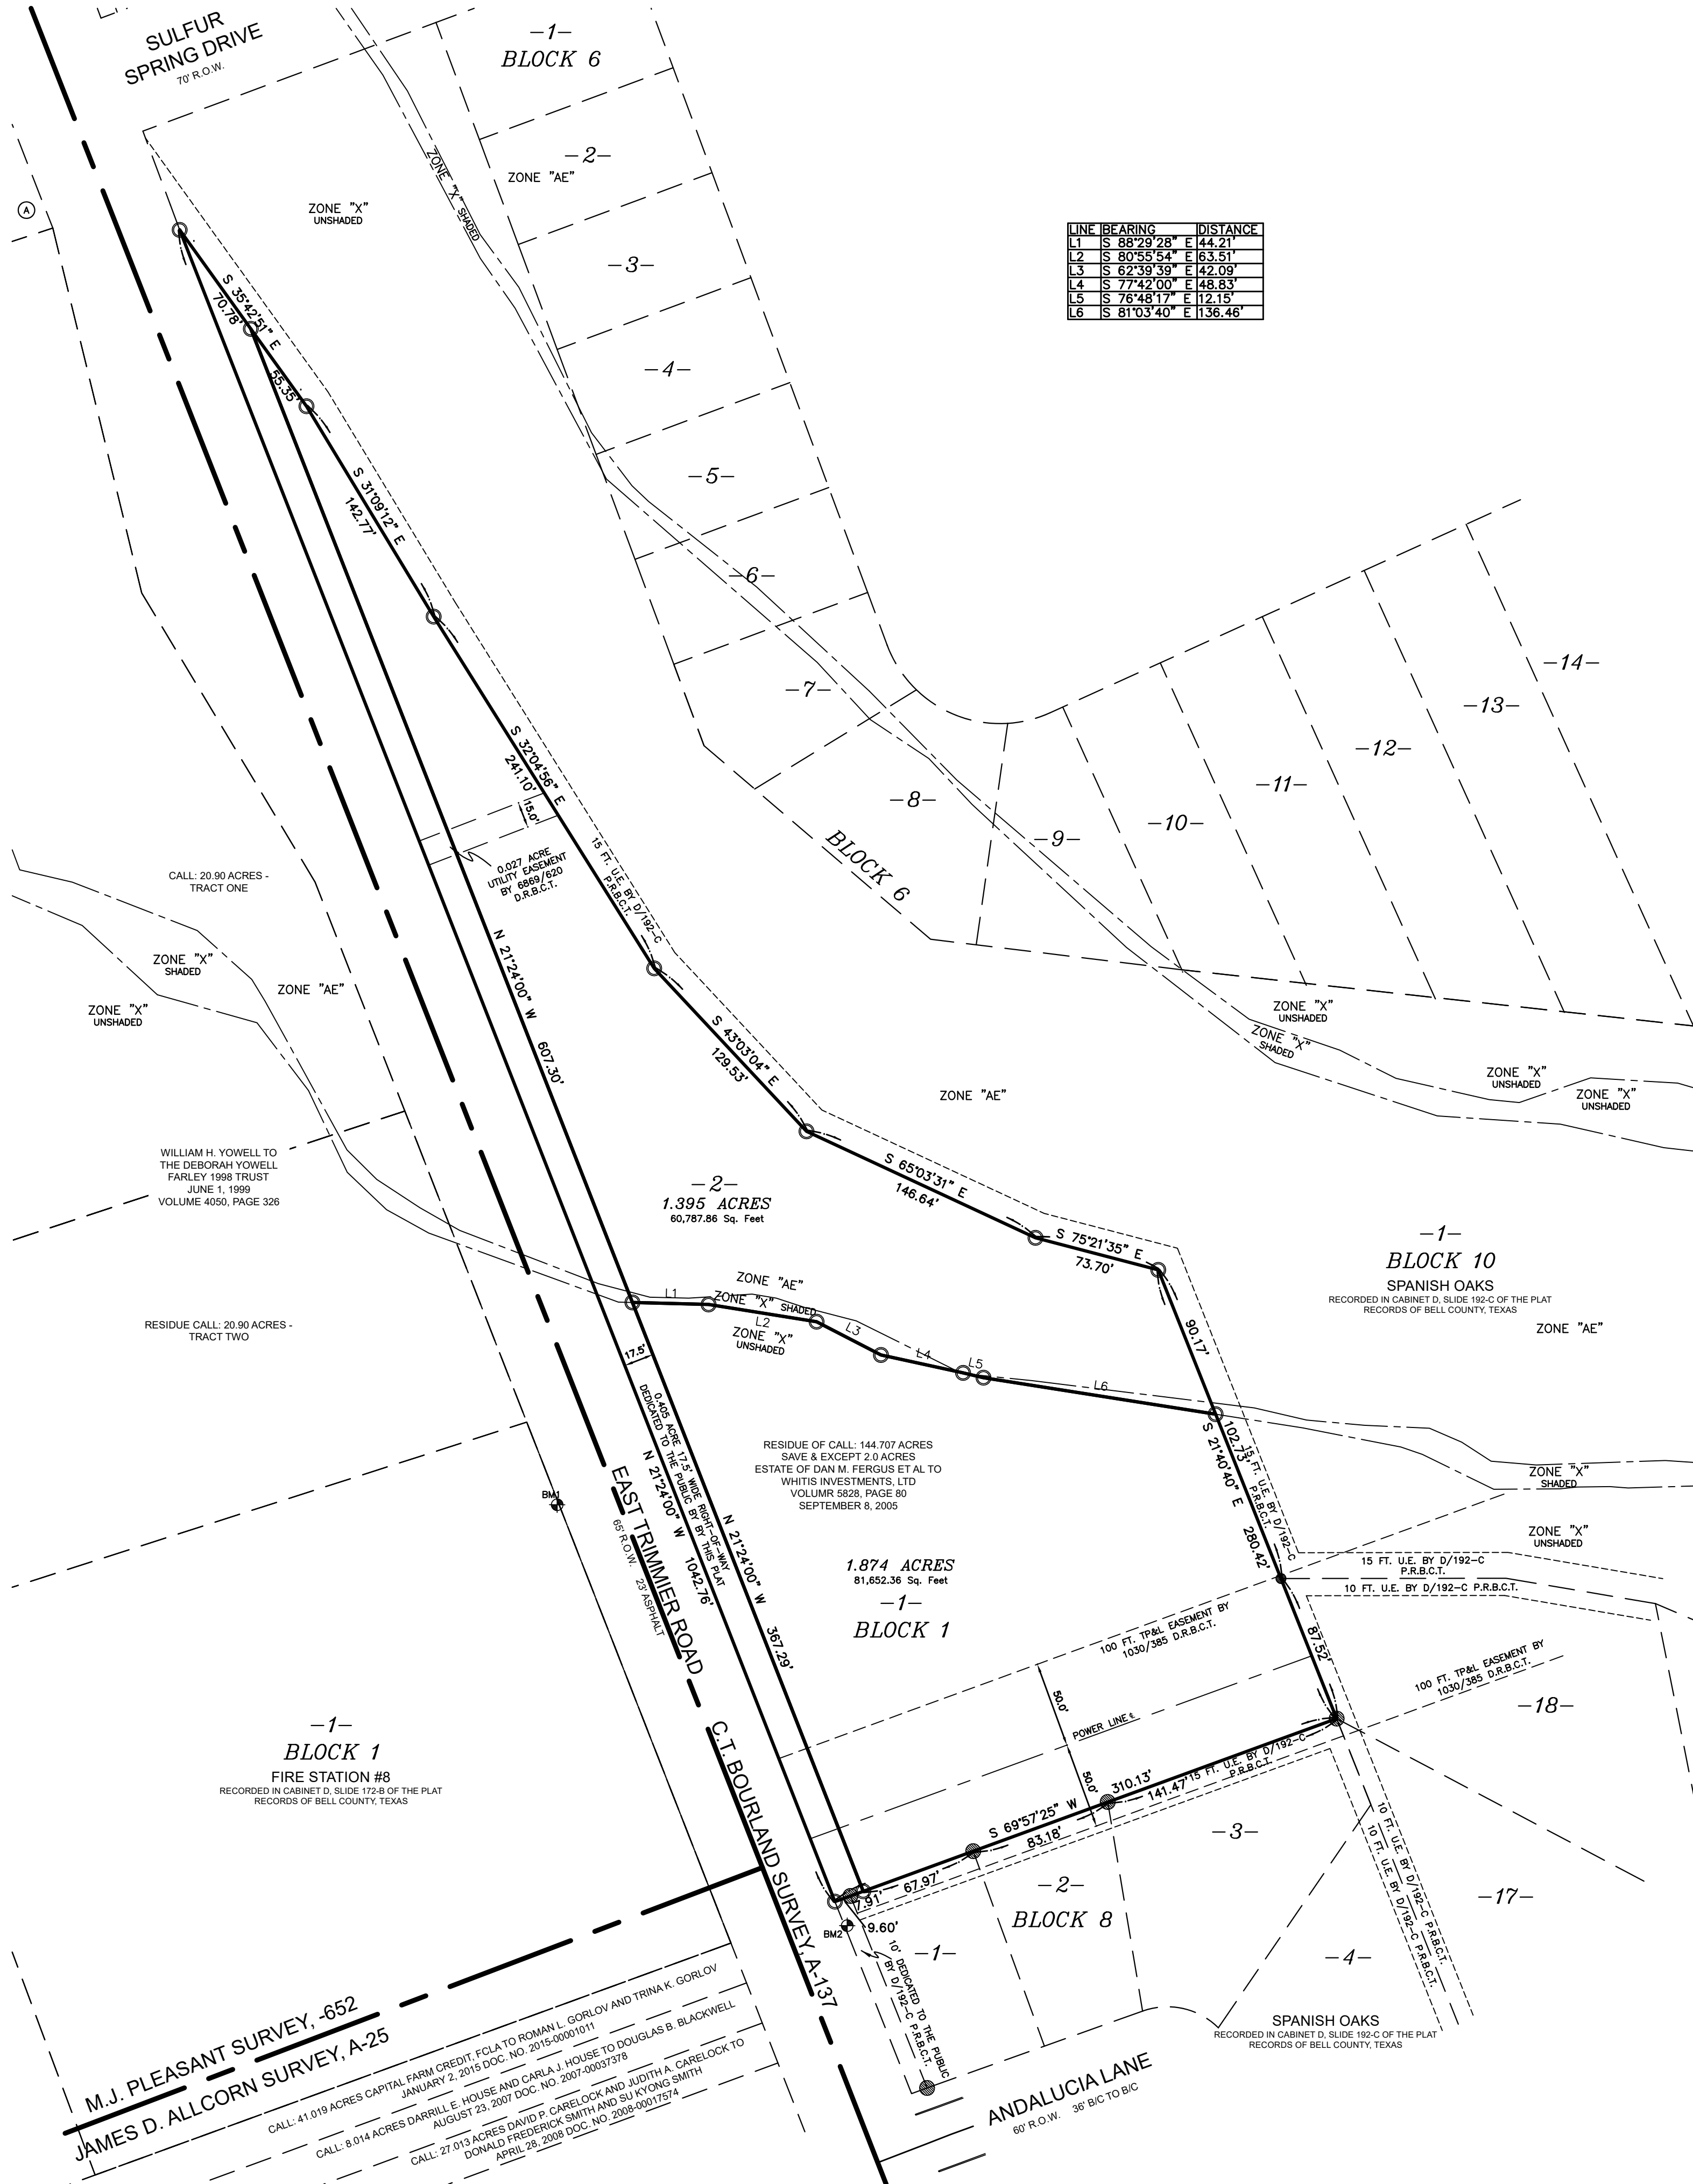 SULFUR
SPRING DRIVE
70' R.O.W.
-1-
BLOCK 6
-2-
ZONE "AE"
ZONE "X" SHADED
ZONE "X"
UNSHADED
A
-3-
-4-
-5-
-6-
-7-
-8-
-9-
-10-
-11-
-12-
-13-
-14-
BLOCK 6
LINE BEARING DISTANCE
L1 S 88°29'28" E 44.21'
L2 S 80°55'54" E 63.51'
L3 S 62°39'39" E 42.09'
L4 S 77°42'00" E 48.83'
L5 S 76°48'17" E 12.15'
L6 S 81°03'40" E 136.46'
S 35°42'51" E
70.78'
55.35'
S 31°09'12" E
142.77'
S 32°04'56" E
241.10'
15.0'
0.027 ACRE
UTILITY EASEMENT
BY 6869/620
D.R.B.C.T.
15 FT. U.E. BY D/192-C
P.R.B.C.T.
N 21°24'00" W 607.30'
S 43°03'04" E
129.53'
S 65°03'31" E
146.64'
S 75°21'35" E
73.70'
CALL: 20.90 ACRES -
TRACT ONE
ZONE "X"
SHADED
ZONE "AE"
ZONE "X"
UNSHADED
ZONE "AE"
ZONE "X"
UNSHADED
ZONE "X"
SHADED
ZONE "X"
UNSHADED
ZONE "X"
UNSHADED
WILLIAM H. YOWELL TO
THE DEBORAH YOWELL
FARLEY 1998 TRUST
JUNE 1, 1999
VOLUME 4050, PAGE 326
RESIDUE CALL: 20.90 ACRES -
TRACT TWO
-2-
1.395 ACRES
60,787.86 Sq. Feet
-1-
BLOCK 10
SPANISH OAKS
RECORDED IN CABINET D, SLIDE 192-C OF THE PLAT
RECORDS OF BELL COUNTY, TEXAS
ZONE "AE"
ZONE "AE"
ZONE "X" SHADED
ZONE "X"
UNSHADED
L1
L2
L3
L4
L5
L6
17.5'
0.405 ACRE 17.5' WIDE RIGHT-OF-WAY
DEDICATED TO THE PUBLIC BY BY THIS PLAT
N 21°24'00" W 1042.76'
N 21°24'00" W 367.29'
90.17'
102.73'
S 21°40'40" E 280.42'
15 FT. U.E. BY D/192-C
P.R.B.C.T.
87.52'
RESIDUE OF CALL: 144.707 ACRES
SAVE & EXCEPT 2.0 ACRES
ESTATE OF DAN M. FERGUS ET AL TO
WHITIS INVESTMENTS, LTD
VOLUMR 5828, PAGE 80
SEPTEMBER 8, 2005
1.874 ACRES
81,652.36 Sq. Feet
-1-
BLOCK 1
ZONE "X"
SHADED
ZONE "X"
UNSHADED
15 FT. U.E. BY D/192-C
P.R.B.C.T.
10 FT. U.E. BY D/192-C P.R.B.C.T.
100 FT. TP&L EASEMENT BY
1030/385 D.R.B.C.T.
100 FT. TP&L EASEMENT BY
1030/385 D.R.B.C.T.
50.0'
POWER LINE ℄
50.0'
BM1
EAST TRIMMIER ROAD
65' R.O.W. 23' ASPHALT
-1-
BLOCK 1
FIRE STATION #8
RECORDED IN CABINET D, SLIDE 172-B OF THE PLAT
RECORDS OF BELL COUNTY, TEXAS
C.T. BOURLAND SURVEY, A-137
S 69°57'25" W 310.13'
83.18'
141.47'
15 FT. U.E. BY D/192-C
P.R.B.C.T.
67.97'
7.91'
9.60'
BM2
10' DEDICATED TO THE PUBLIC
BY D/192-C P.R.B.C.T.
-1-
-2-
BLOCK 8
-3-
-4-
-17-
-18-
10 FT. U.E. BY D/192-C P.R.B.C.T.
10 FT. U.E. BY D/192-C P.R.B.C.T.
SPANISH OAKS
RECORDED IN CABINET D, SLIDE 192-C OF THE PLAT
RECORDS OF BELL COUNTY, TEXAS
ANDALUCIA LANE
60' R.O.W. 36' B/C TO B/C
M.J. PLEASANT SURVEY, -652
JAMES D. ALLCORN SURVEY, A-25
CALL: 41.019 ACRES CAPITAL FARM CREDIT, FCLA TO ROMAN L. GORLOV AND TRINA K. GORLOV
JANUARY 2, 2015 DOC. NO. 2015-00001011
CALL: 8.014 ACRES DARRILL E. HOUSE AND CARLA J. HOUSE TO DOUGLAS B. BLACKWELL
AUGUST 23, 2007 DOC. NO. 2007-00037378
CALL: 27.013 ACRES DAVID P. CARELOCK AND JUDITH A. CARELOCK TO
DONALD FREDERICK SMITH AND SU KYONG SMITH
APRIL 28, 2008 DOC. NO. 2008-00017574